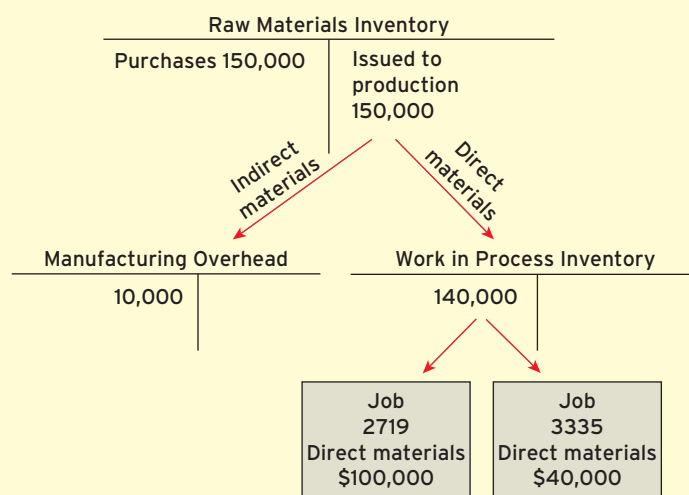 Raw Materials Inventory
Purchases 150,000
Issued to
production
150,000
Indirect
materials
Direct
materials
Manufacturing Overhead
10,000
Work in Process Inventory
140,000
Job
2719
Direct materials
$100,000
Job
3335
Direct materials
$40,000